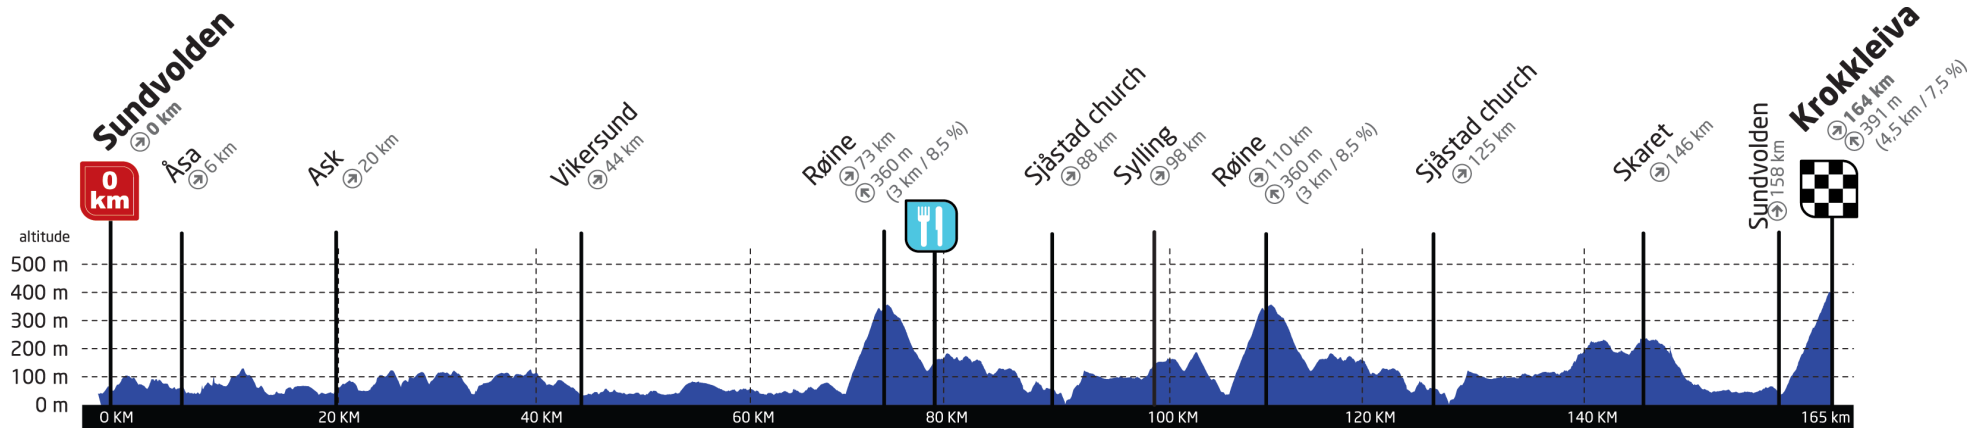 Sundvolden
0 km
0
km
Åsa
6 km
Ask
20 km
Vikersund
44 km
Røine
73 km
360 m
(3 km / 8,5 %)
Sjåstad church
88 km
Sylling
98 km
Røine
110 km
360 m
(3 km / 8,5 %)
Sjåstad church
125 km
Skaret
146 km
Sundvolden
158 km
Krokkleiva
164 km
391 m
(4,5 km / 7,5 %)
altitude
500 m
400 m
300 m
200 m
100 m
0 m
0 KM
20 KM
40 KM
60 KM
80 KM
100 KM
120 KM
140 KM
165 km